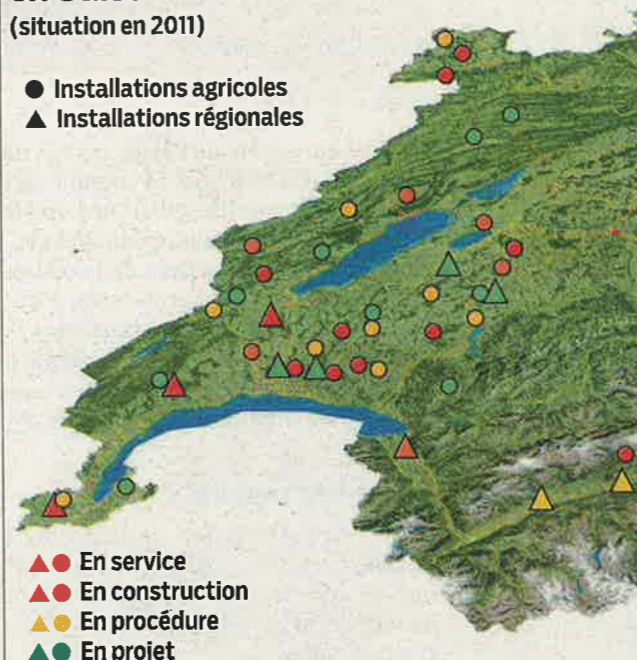 (situation en 2011)
Installations agricoles
Installations régionales
En service
En construction
En procédure
En projet